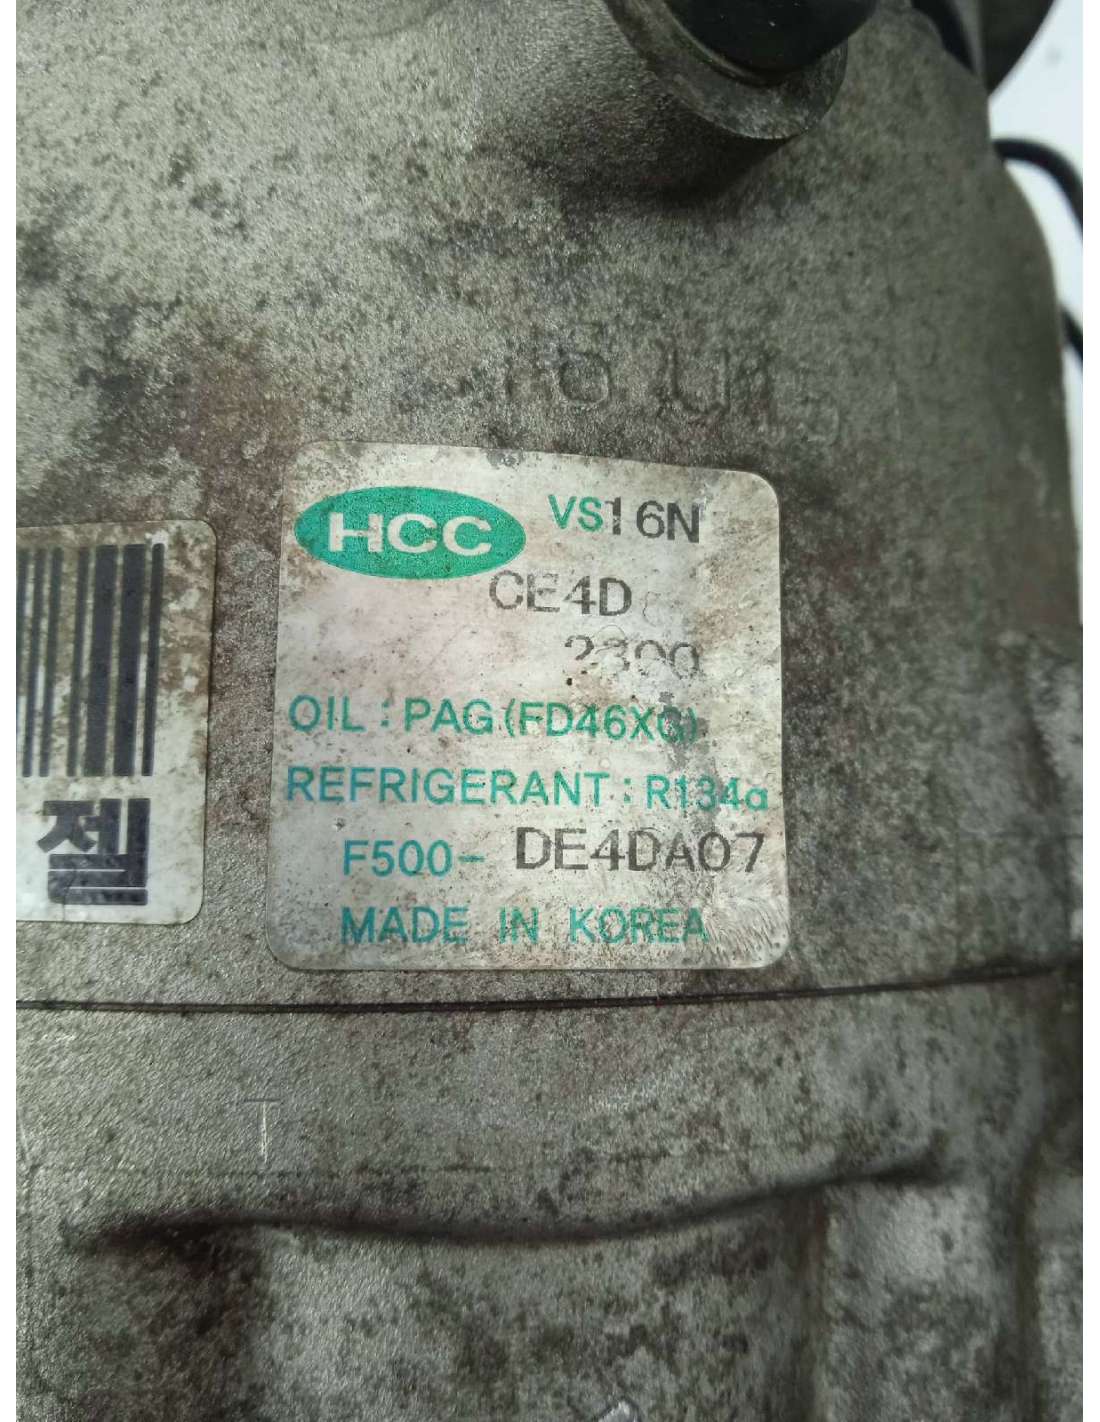 HCC VS16N
CE4D
OIL : PAG (FD46XG)
REFRIGERANT : R134a
F500- DE4DA07
MADE IN KOREA
젤